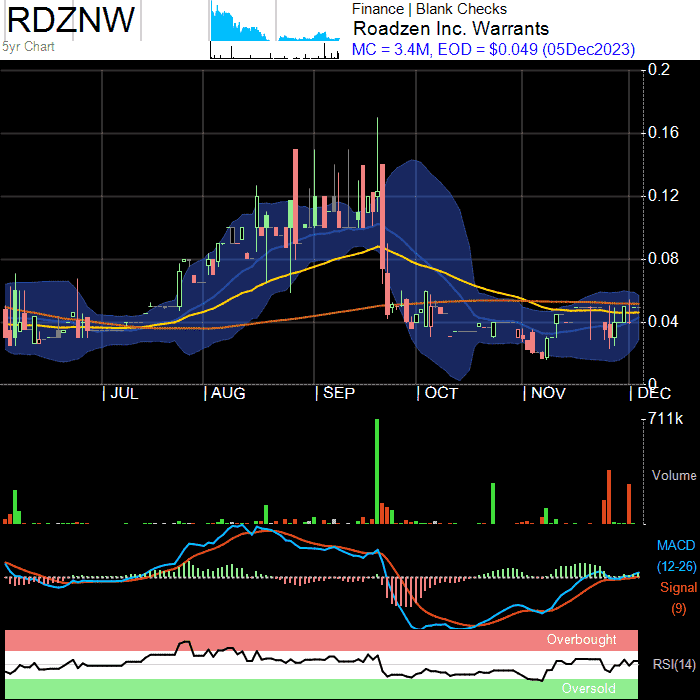 RDZNW
5yr Chart
Finance | Blank Checks
Roadzen Inc. Warrants
MC = 3.4M, EOD = $0.049 (05Dec2023)
0.2
0.16
0.12
0.08
0.04
0
JUL AUG SEP OCT NOV DEC
711k
Volume
MACD
(12-26)
Signal
(9)
Overbought
RSI(14)
Oversold